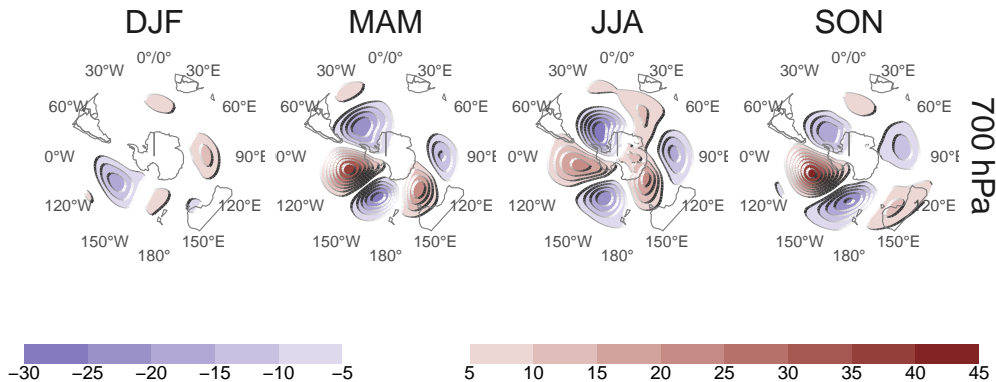 DJF MAM JJA SON
0°/0° 0°/0° 0°/0° 0°/0°
30°W 30°E 30°W 30°E 30°W 30°E 30°W 30°E
60°W 60°E 60°W 60°E 60°W 60°E 60°W 60°E
0°W 90°E 0°W 90°E 0°W 90°E 0°W 90°E
120°W 120°E 120°W 120°E 120°W 120°E 120°W 120°E
150°W 150°E 150°W 150°E 150°W 150°E 150°W 150°E
180° 180° 180° 180°
700 hPa
−30 −25 −20 −15 −10 −5
5 10 15 20 25 30 35 40 45